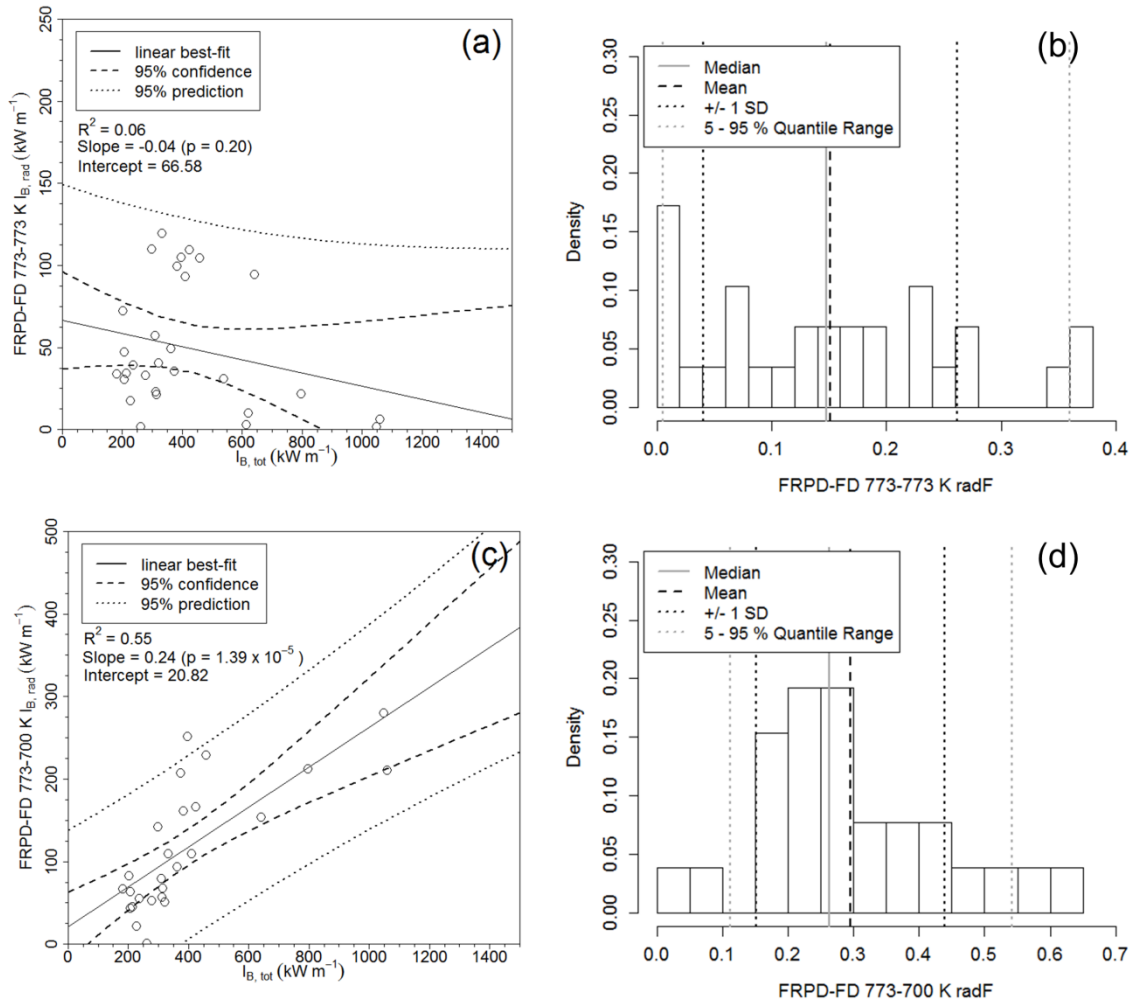 (a)
linear best-fit
95% confidence
95% prediction
R² = 0.06
Slope = -0.04 (p = 0.20)
Intercept = 66.58
FRPD-FD 773-773 K I_B, rad (kW m⁻¹)
0 50 100 150 200 250
0 200 400 600 800 1000 1200 1400
I_B, tot (kW m⁻¹)
(b)
Median
Mean
+/- 1 SD
5 - 95 % Quantile Range
Density
0.00 0.05 0.10 0.15 0.20 0.25 0.30
0.0 0.1 0.2 0.3 0.4
FRPD-FD 773-773 K radF
(c)
linear best-fit
95% confidence
95% prediction
R² = 0.55
Slope = 0.24 (p = 1.39 x 10⁻⁵ )
Intercept = 20.82
FRPD-FD 773-700 K I_B, rad (kW m⁻¹)
0 100 200 300 400 500
0 200 400 600 800 1000 1200 1400
I_B, tot (kW m⁻¹)
(d)
Median
Mean
+/- 1 SD
5 - 95 % Quantile Range
Density
0.00 0.05 0.10 0.15 0.20 0.25 0.30
0.0 0.1 0.2 0.3 0.4 0.5 0.6 0.7
FRPD-FD 773-700 K radF